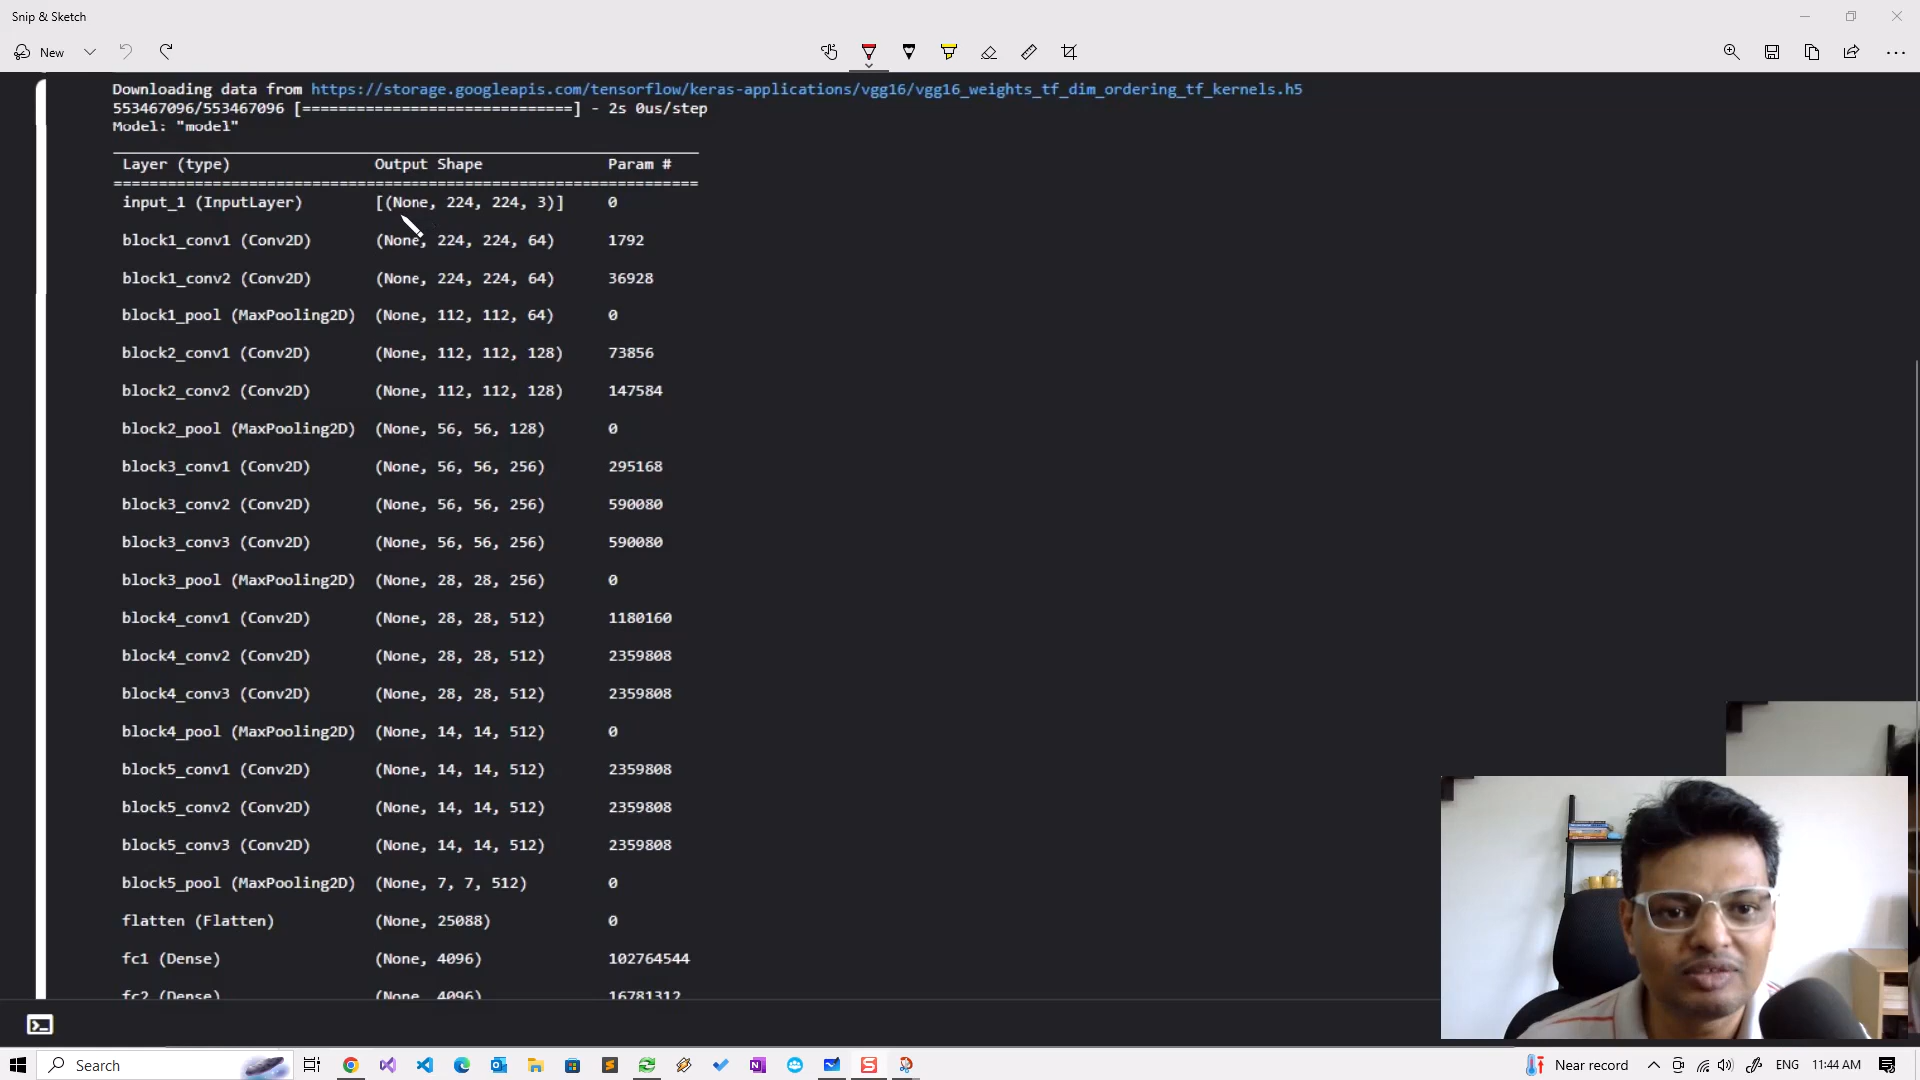 Snip & Sketch
New
Downloading data from https://storage.googleapis.com/tensorflow/keras-applications/vgg16/vgg16_weights_tf_dim_ordering_tf_kernels.h5
553467096/553467096 [==============================] - 2s 0us/step
Model: "model"
Layer (type) Output Shape Param #
=================================================================
input_1 (InputLayer) [(None, 224, 224, 3)] 0
block1_conv1 (Conv2D) (None, 224, 224, 64) 1792
block1_conv2 (Conv2D) (None, 224, 224, 64) 36928
block1_pool (MaxPooling2D) (None, 112, 112, 64) 0
block2_conv1 (Conv2D) (None, 112, 112, 128) 73856
block2_conv2 (Conv2D) (None, 112, 112, 128) 147584
block2_pool (MaxPooling2D) (None, 56, 56, 128) 0
block3_conv1 (Conv2D) (None, 56, 56, 256) 295168
block3_conv2 (Conv2D) (None, 56, 56, 256) 590080
block3_conv3 (Conv2D) (None, 56, 56, 256) 590080
block3_pool (MaxPooling2D) (None, 28, 28, 256) 0
block4_conv1 (Conv2D) (None, 28, 28, 512) 1180160
block4_conv2 (Conv2D) (None, 28, 28, 512) 2359808
block4_conv3 (Conv2D) (None, 28, 28, 512) 2359808
block4_pool (MaxPooling2D) (None, 14, 14, 512) 0
block5_conv1 (Conv2D) (None, 14, 14, 512) 2359808
block5_conv2 (Conv2D) (None, 14, 14, 512) 2359808
block5_conv3 (Conv2D) (None, 14, 14, 512) 2359808
block5_pool (MaxPooling2D) (None, 7, 7, 512) 0
flatten (Flatten) (None, 25088) 0
fc1 (Dense) (None, 4096) 102764544
fc2 (Dense) (None, 4096) 16781312
Search
Near record
ENG
11:44 AM